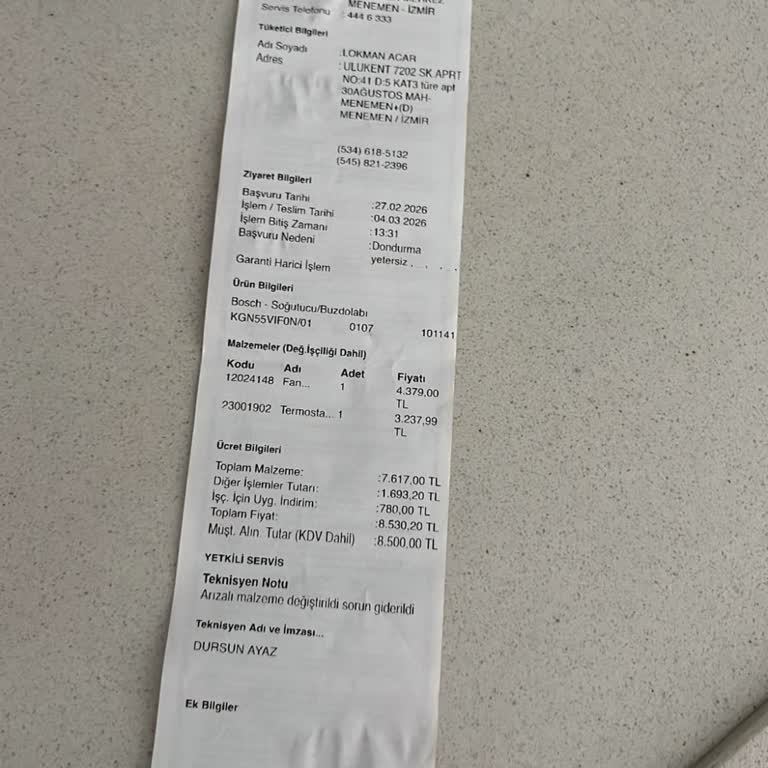 MENEMEN - İZMİR
Servis Telefonu : 444 6 333
Tüketici Bilgileri
Adı Soyadı :LOKMAN ACAR
Adres : ULUKENT 7202 SK APRT
NO:41 D:5 KAT3 türe apt
30AĞUSTOS MAH-
MENEMEN+(D)
MENEMEN / İZMİR
(534) 618-5132
(545) 821-2396
Ziyaret Bilgileri
Başvuru Tarihi :27.02.2026
İşlem / Teslim Tarihi :04.03.2026
İşlem Bitiş Zamanı :13:31
Başvuru Nedeni :Dondurma
yetersiz . . . .
Garanti Harici İşlem
Ürün Bilgileri
Bosch - Soğutucu/Buzdolabı
KGN55VIF0N/01 0107 101141
Malzemeler (Değ.İşçiliği Dahil)
Kodu Adı Adet Fiyatı
12024148 Fan... 1 4.379,00
TL
23001902 Termosta... 1 3.237,99
TL
Ücret Bilgileri
Toplam Malzeme: :7.617,00 TL
Diğer İşlemler Tutarı: :1.693,20 TL
İşç. İçin Uyg. İndirim: :780,00 TL
Toplam Fiyat: :8.530,20 TL
Müşt. Alın. Tutar (KDV Dahil) :8.500,00 TL
YETKİLİ SERVİS
Teknisyen Notu
Arızalı malzeme değiştirildi sorun giderildi
Teknisyen Adı ve İmzası...
DURSUN AYAZ
Ek Bilgiler